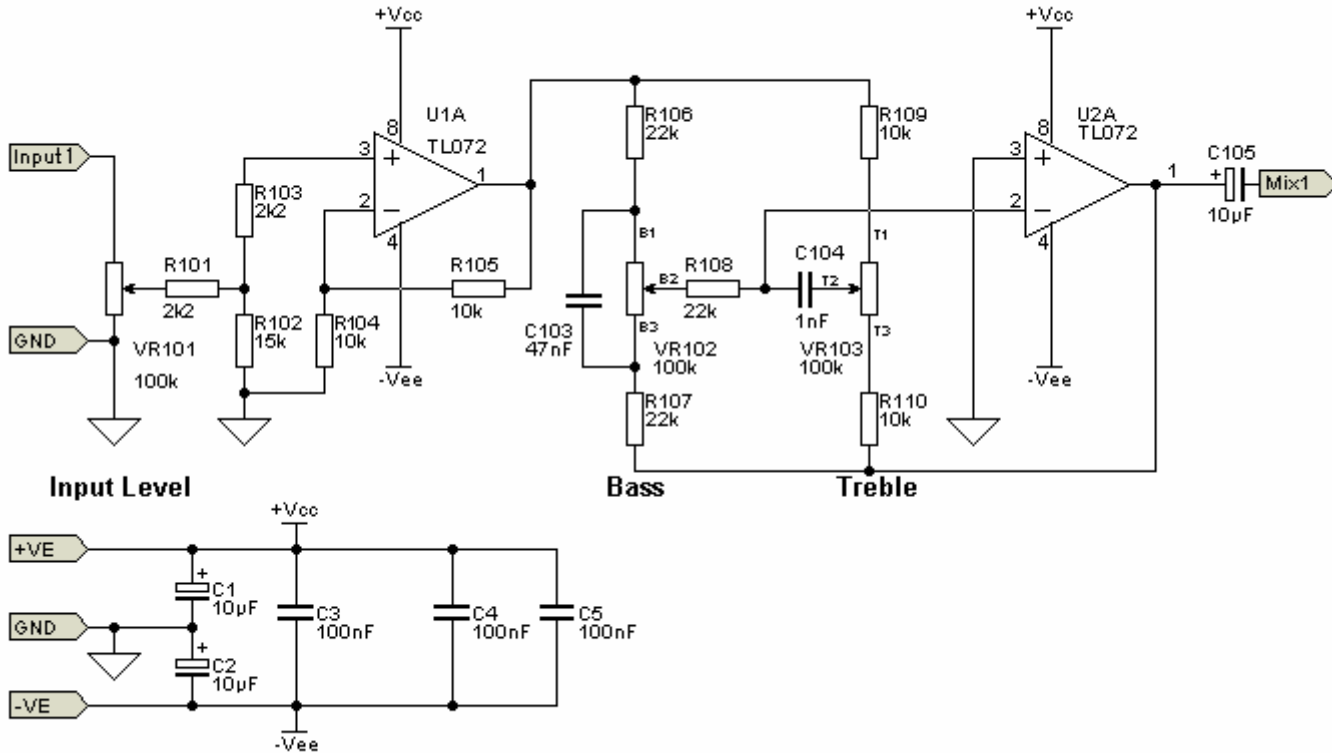 +Vcc
+Vcc
Input1
R103
2k2
3
+
8
U1A
TL072
1
2
−
4
R106
22k
R109
10k
U2A
TL072
8
3
+
2
−
4
1
C105
+
10µF
Mix1
R101
2k2
R105
10k
B1
B2
B3
R108
22k
C104
1nF
T1
T2
T3
GND
VR101
100k
R102
15k
R104
10k
-Vee
C103
47nF
VR102
100k
VR103
100k
-Vee
R107
22k
R110
10k
Input Level
Bass
Treble
+Vcc
+VE
+
C1
10µF
C3
100nF
C4
100nF
C5
100nF
GND
+
C2
10µF
-VE
-Vee